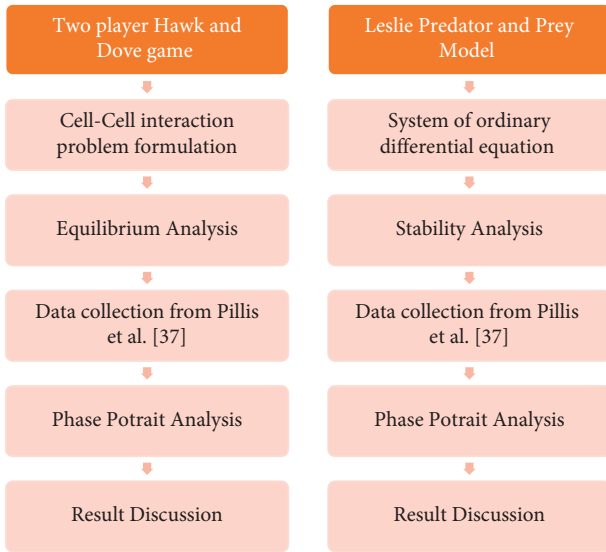 Two player Hawk and
Dove game
Cell-Cell interaction
problem formulation
Equilibrium Analysis
Data collection from Pillis
et al. [37]
Phase Potrait Analysis
Result Discussion
Leslie Predator and Prey
Model
System of ordinary
differential equation
Stability Analysis
Data collection from Pillis
et al. [37]
Phase Potrait Analysis
Result Discussion